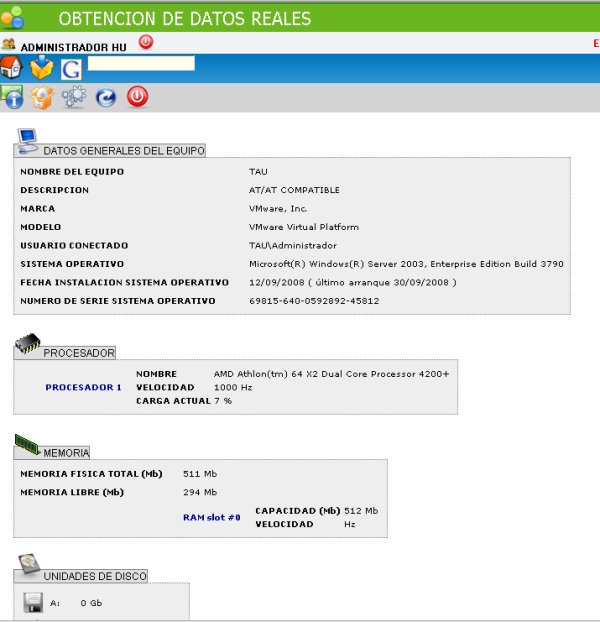 OBTENCION DE DATOS REALES
ADMINISTRADOR HU
E
G
DATOS GENERALES DEL EQUIPO
NOMBRE DEL EQUIPO TAU
DESCRIPCION AT/AT COMPATIBLE
MARCA VMware, Inc.
MODELO VMware Virtual Platform
USUARIO CONECTADO TAU\Administrador
SISTEMA OPERATIVO Microsoft(R) Windows(R) Server 2003, Enterprise Edition Build 3790
FECHA INSTALACION SISTEMA OPERATIVO 12/09/2008 ( último arranque 30/09/2008 )
NUMERO DE SERIE SISTEMA OPERATIVO 69815-640-0592892-45812
PROCESADOR
NOMBRE AMD Athlon(tm) 64 X2 Dual Core Processor 4200+
PROCESADOR 1 VELOCIDAD 1000 Hz
CARGA ACTUAL 7 %
MEMORIA
MEMORIA FISICA TOTAL (Mb) 511 Mb
MEMORIA LIBRE (Mb) 294 Mb
RAM slot #0 CAPACIDAD (Mb) 512 Mb
VELOCIDAD Hz
UNIDADES DE DISCO
A: 0 Gb